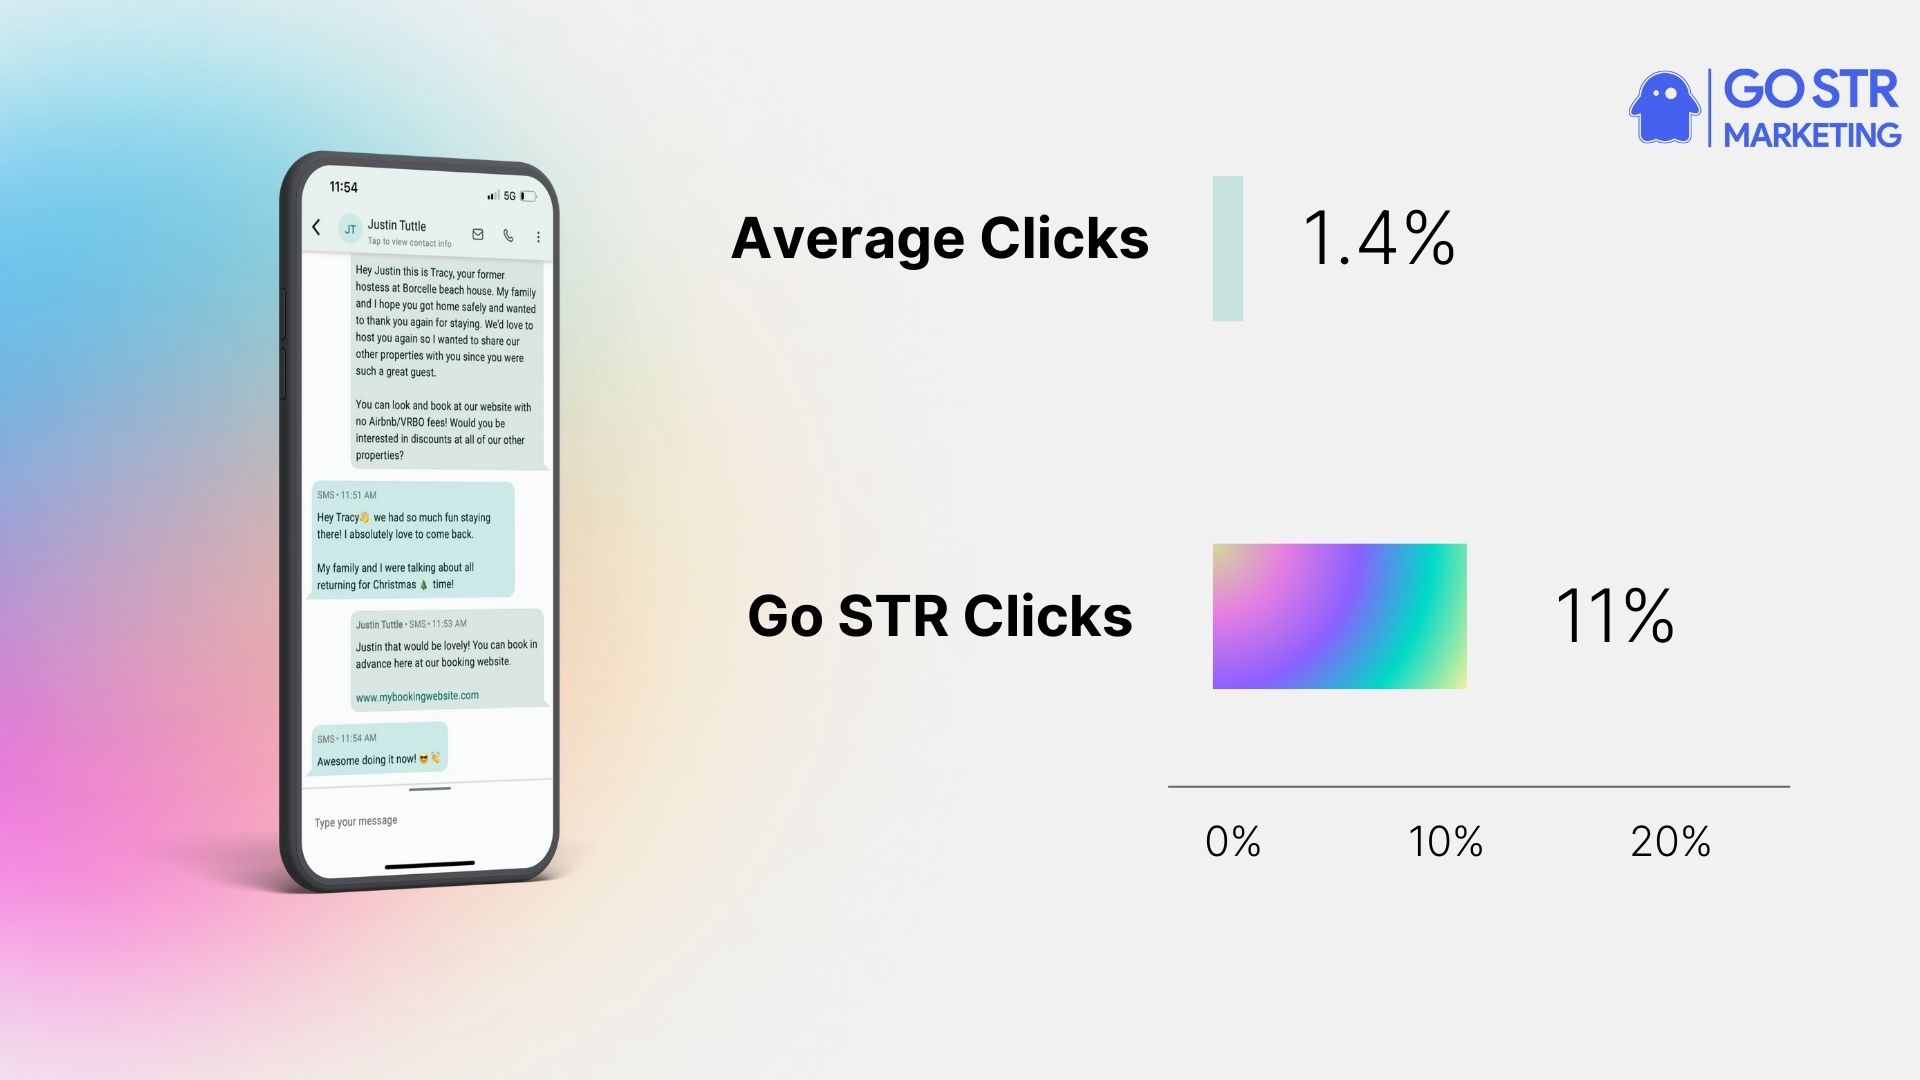 GO STR
MARKETING
11:54
5G
JT
Justin Tuttle
Tap to view contact info
Hey Justin this is Tracy, your former
hostess at Borcelle beach house. My family
and I hope you got home safely and wanted
to thank you again for staying. We'd love to
host you again so I wanted to share our
other properties with you since you were
such a great guest.
You can look and book at our website with
no Airbnb/VRBO fees! Would you be
interested in discounts at all of our other
properties?
SMS • 11:51 AM
Hey Tracy👋 we had so much fun staying
there! I absolutely love to come back.
My family and I were talking about all
returning for Christmas 🎄 time!
Justin Tuttle • SMS • 11:53 AM
Justin that would be lovely! You can book in
advance here at our booking website.
www.mybookingwebsite.com
SMS • 11:54 AM
Awesome doing it now! 😎👏
Type your message
Average Clicks
1.4%
Go STR Clicks
11%
0% 10% 20%